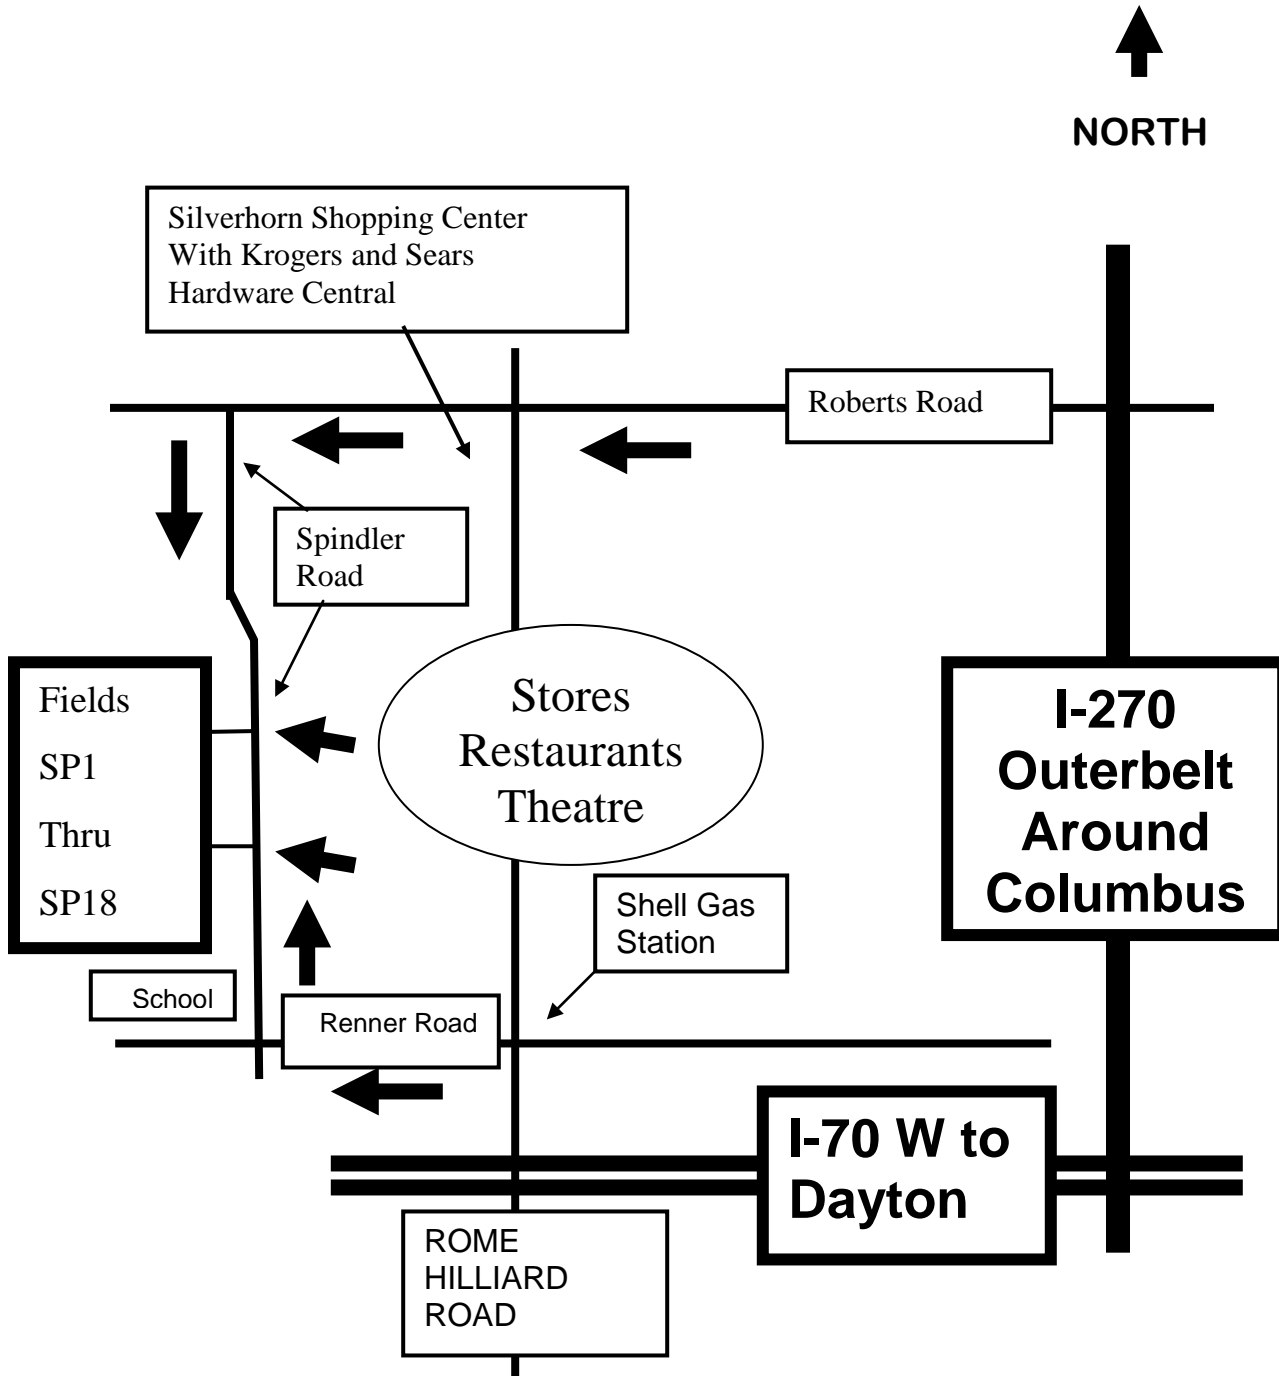 NORTH
Silverhorn Shopping Center
With Krogers and Sears
Hardware Central
Roberts Road
Spindler
Road
Fields
SP1
Thru
SP18
Stores
Restaurants
Theatre
I-270
Outerbelt
Around
Columbus
Shell Gas
Station
School
Renner Road
I-70 W to
Dayton
ROME
HILLIARD
ROAD